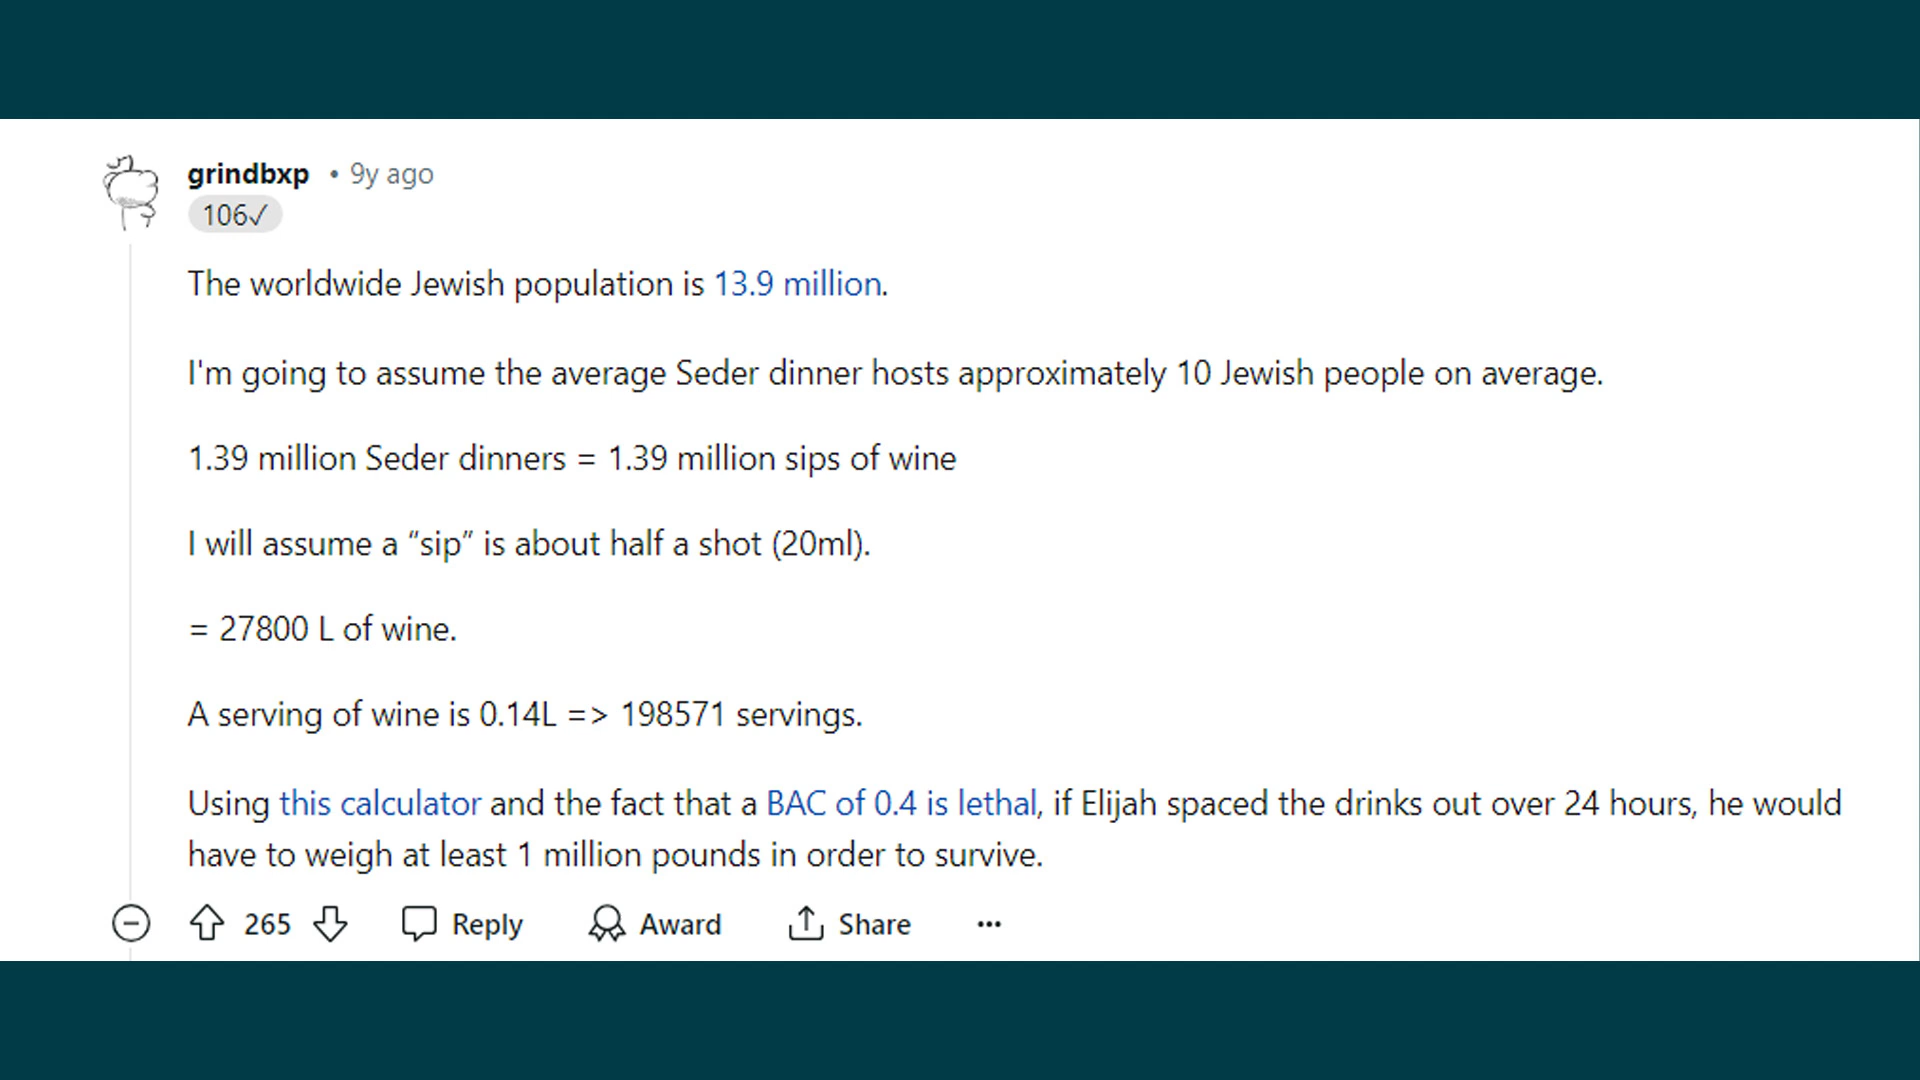 grindbxp • 9y ago
106✓
The worldwide Jewish population is 13.9 million.
I'm going to assume the average Seder dinner hosts approximately 10 Jewish people on average.
1.39 million Seder dinners = 1.39 million sips of wine
I will assume a “sip” is about half a shot (20ml).
= 27800 L of wine.
A serving of wine is 0.14L => 198571 servings.
Using this calculator and the fact that a BAC of 0.4 is lethal, if Elijah spaced the drinks out over 24 hours, he would
have to weigh at least 1 million pounds in order to survive.
265 Reply Award Share ···